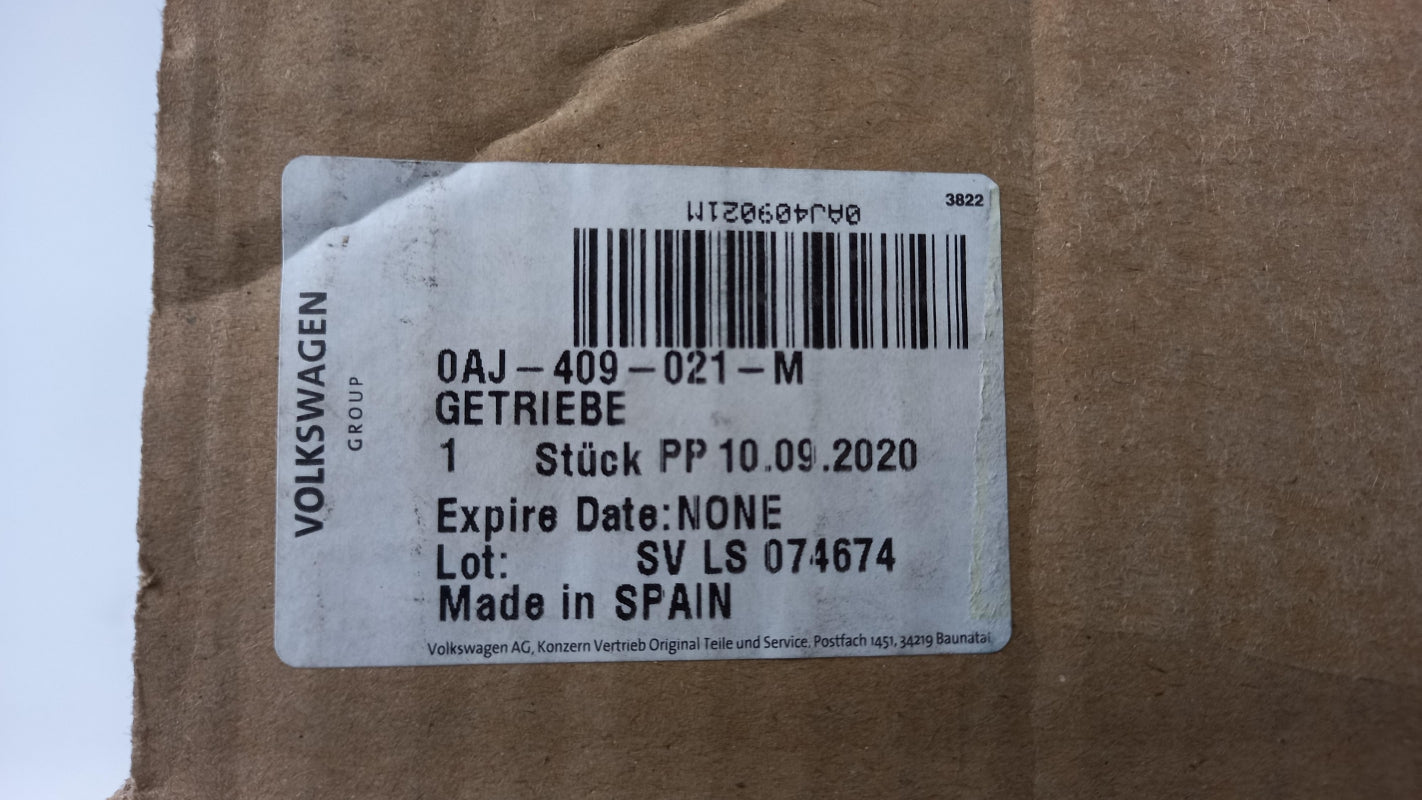 3822
0AJ409021M
VOLKSWAGEN
GROUP
0AJ-409-021-M
GETRIEBE
1 Stück PP 10.09.2020
Expire Date:NONE
Lot: SV LS 074674
Made in SPAIN
Volkswagen AG, Konzern Vertrieb Original Teile und Service, Postfach 1451, 34219 Baunatal